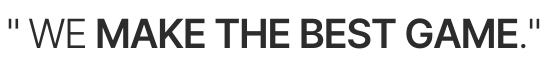 " WE MAKE THE BEST GAME."